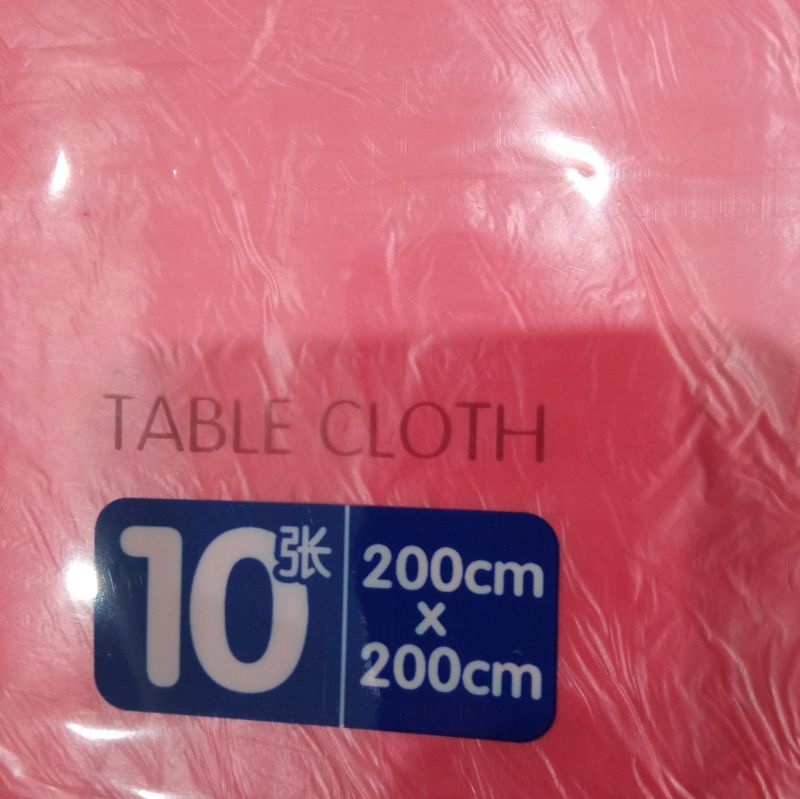 TABLE CLOTH
10张
200cm
x
200cm